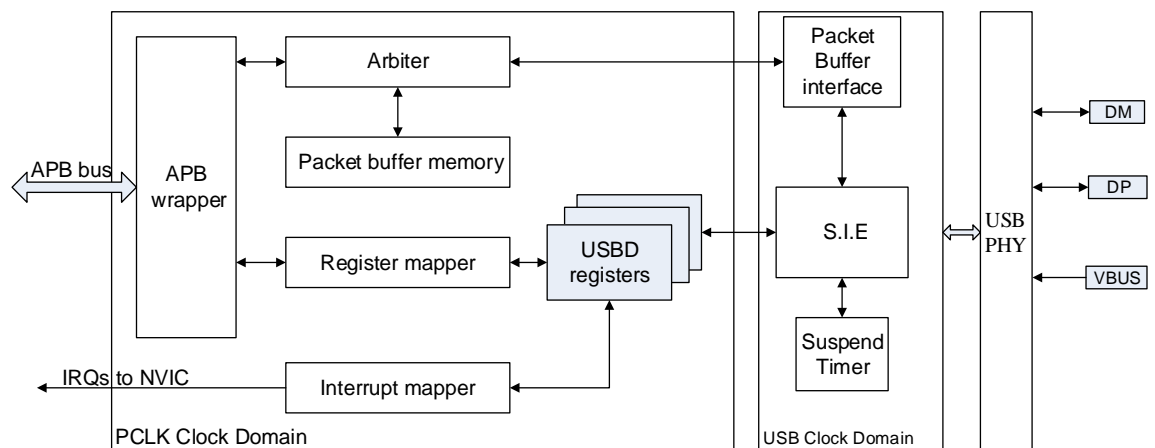 Arbiter
Packet buffer memory
APB bus
APB
wrapper
Register mapper
USBD
registers
IRQs to NVIC
Interrupt mapper
PCLK Clock Domain
Packet
Buffer
interface
S.I.E
Suspend
Timer
USB Clock Domain
USB
PHY
DM
DP
VBUS